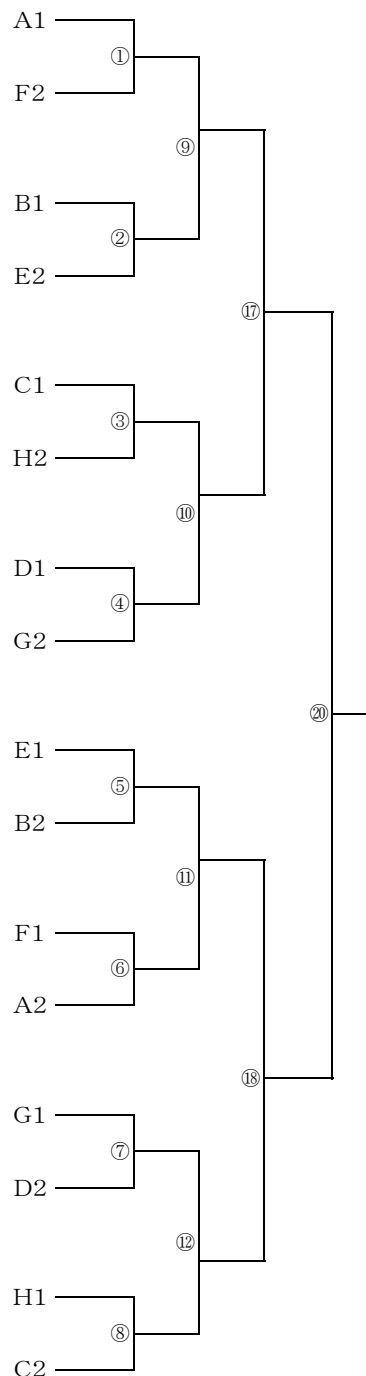 A1
①
F2
⑨
B1
②
E2
⑰
C1
③
H2
⑩
D1
④
G2
⑳
E1
⑤
B2
⑪
F1
⑥
A2
⑱
G1
⑦
D2
⑫
H1
⑧
C2